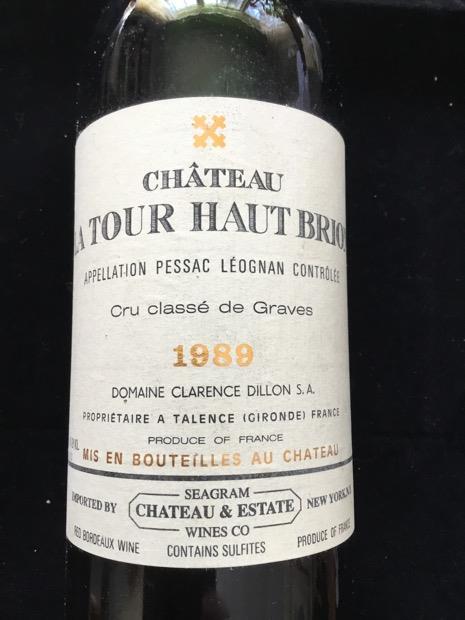 CHÂTEAU
LA TOUR HAUT BRION
APPELLATION PESSAC LÉOGNAN CONTRÔLÉE
Cru classé de Graves
1989
DOMAINE CLARENCE DILLON S.A.
PROPRIÉTAIRE A TALENCE (GIRONDE) FRANCE
PRODUCE OF FRANCE
MIS EN BOUTEILLES AU CHATEAU
SEAGRAM
IMPORTED BY CHATEAU & ESTATE NEW YORK, N.Y.
WINES CO
RED BORDEAUX WINE CONTAINS SULFITES PRODUCE OF FRANCE